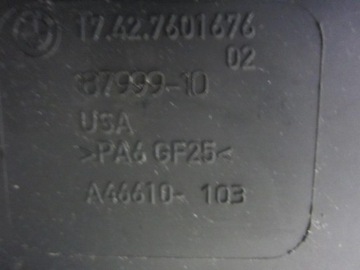 17.42.7601676
02
87999-10
USA
>PA6 GF25<
A46610- 103